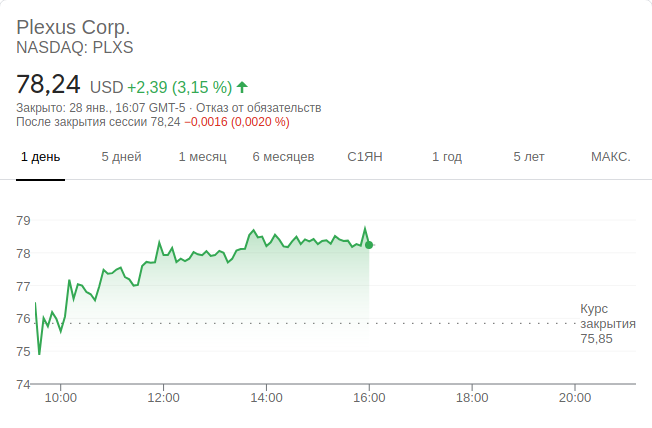 Plexus Corp.
NASDAQ: PLXS
78,24 USD +2,39 (3,15 %)
Закрыто: 28 янв., 16:07 GMT-5 · Отказ от обязательств
После закрытия сессии 78,24 −0,0016 (0,0020 %)
1 день 5 дней 1 месяц 6 месяцев С1ЯН 1 год 5 лет МАКС.
79
78
77
76
75
74
Курс
закрытия
75,85
10:00 12:00 14:00 16:00 18:00 20:00